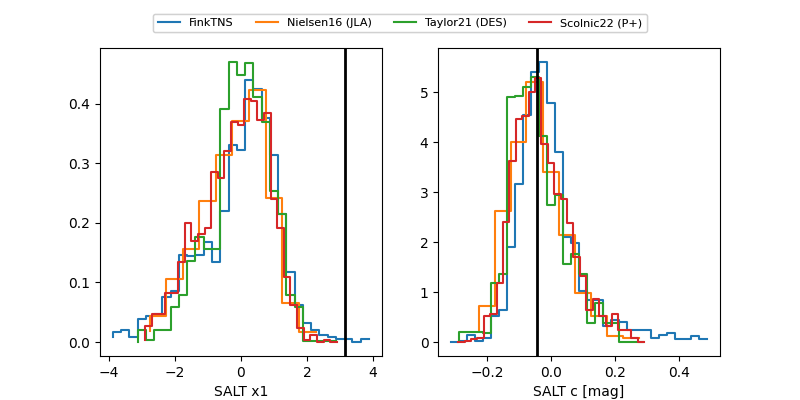 FinkTNS Nielsen16 (JLA) Taylor21 (DES) Scolnic22 (P+)
0.4
0.3
0.2
0.1
0.0
−4 −2 0 2 4
SALT x1
5
4
3
2
1
0
−0.2 0.0 0.2 0.4
SALT c [mag]